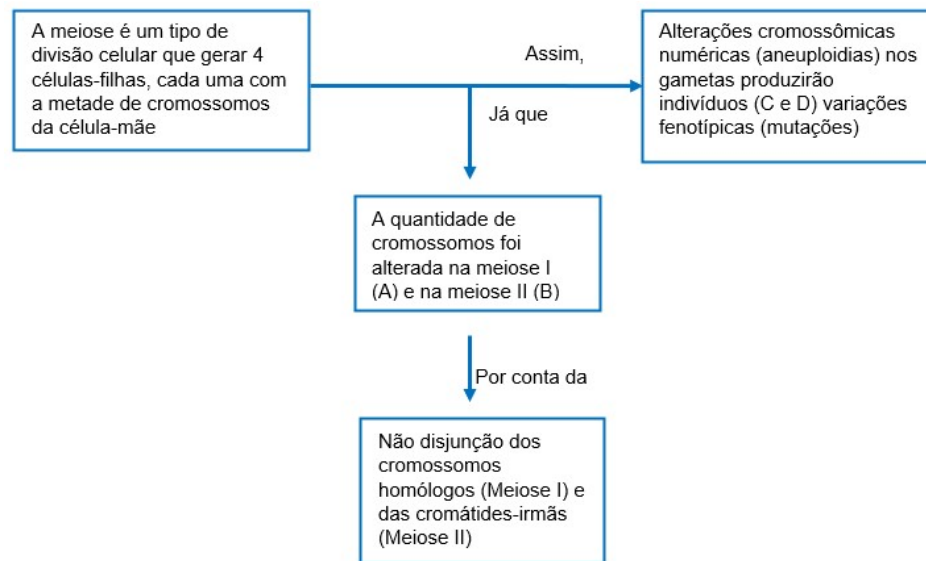 A meiose é um tipo de
divisão celular que gerar 4
células-filhas, cada uma com
a metade de cromossomos
da célula-mãe
Assim,
Já que
Alterações cromossômicas
numéricas (aneuploidias) nos
gametas produzirão
indivíduos (C e D) variações
fenotípicas (mutações)
A quantidade de
cromossomos foi
alterada na meiose I
(A) e na meiose II (B)
Por conta da
Não disjunção dos
cromossomos
homólogos (Meiose I) e
das cromátides-irmãs
(Meiose II)